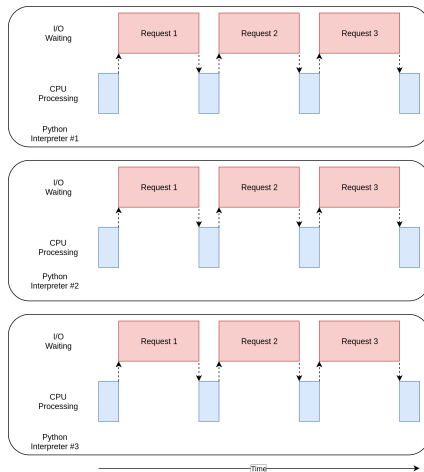 I/O
Waiting
Request 1
Request 2
Request 3
CPU
Processing
Python
Interpreter #1
I/O
Waiting
Request 1
Request 2
Request 3
CPU
Processing
Python
Interpreter #2
I/O
Waiting
Request 1
Request 2
Request 3
CPU
Processing
Python
Interpreter #3
Time